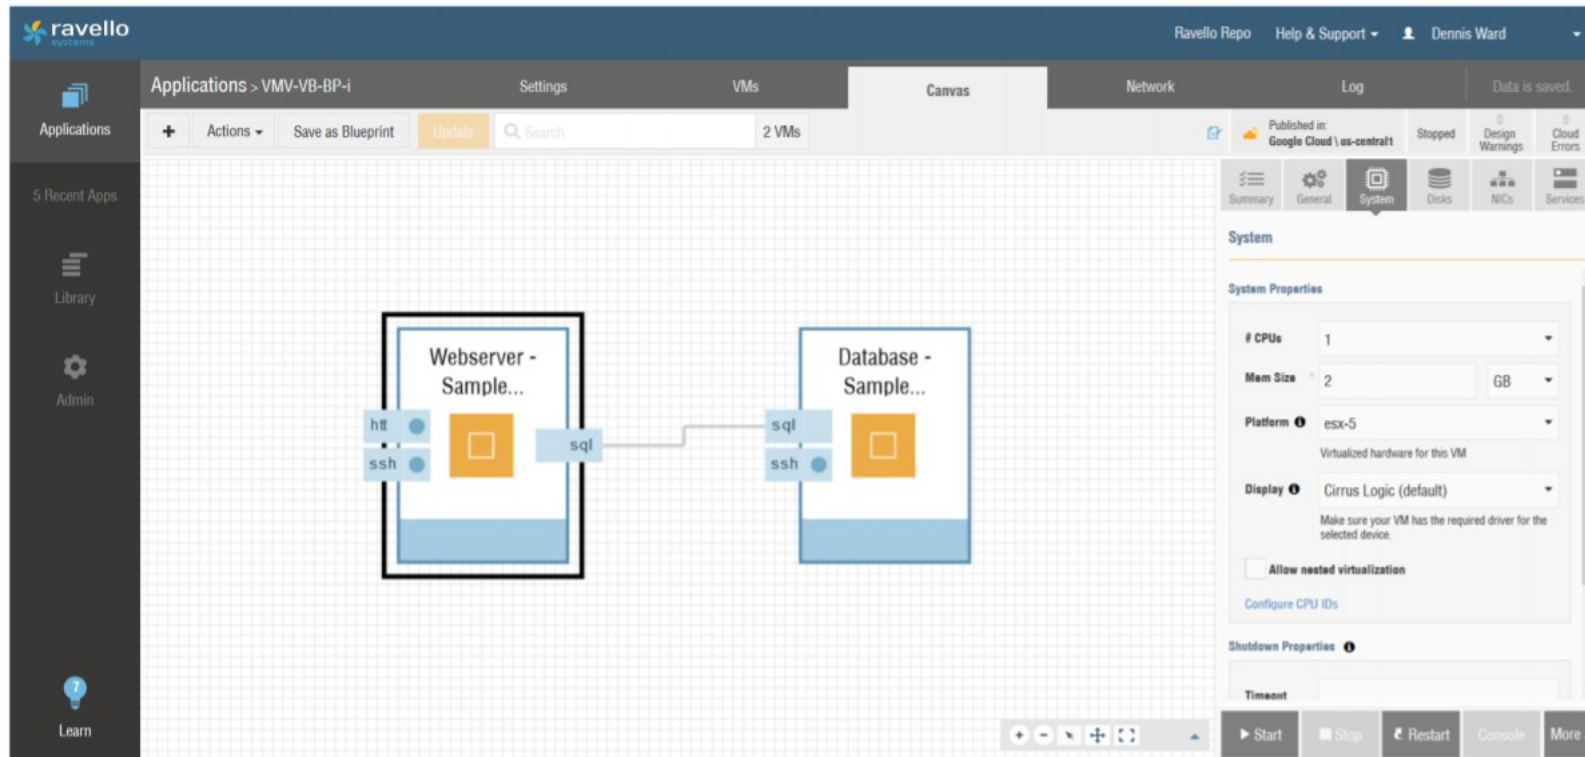 ravello
systems
Ravello Repo Help & Support Dennis Ward
Applications
5 Recent Apps
Library
Admin
7
Learn
Applications > VMV-VB-BP-i
Settings VMs Canvas Network Log Data is saved.
+ Actions Save as Blueprint Update Search 2 VMs
Published in:
Google Cloud \ us-central1
Stopped
0
Design
Warnings
0
Cloud
Errors
Webserver -
Sample...
htt
ssh
sql
Database -
Sample...
sql
ssh
Summary General System Disks NICs Services
System
System Properties
# CPUs 1
Mem Size * 2 GB
Platform esx-5
Virtualized hardware for this VM
Display Cirrus Logic (default)
Make sure your VM has the required driver for the
selected device.
Allow nested virtualization
Configure CPU IDs
Shutdown Properties
Timeout
Start Stop Restart Console More